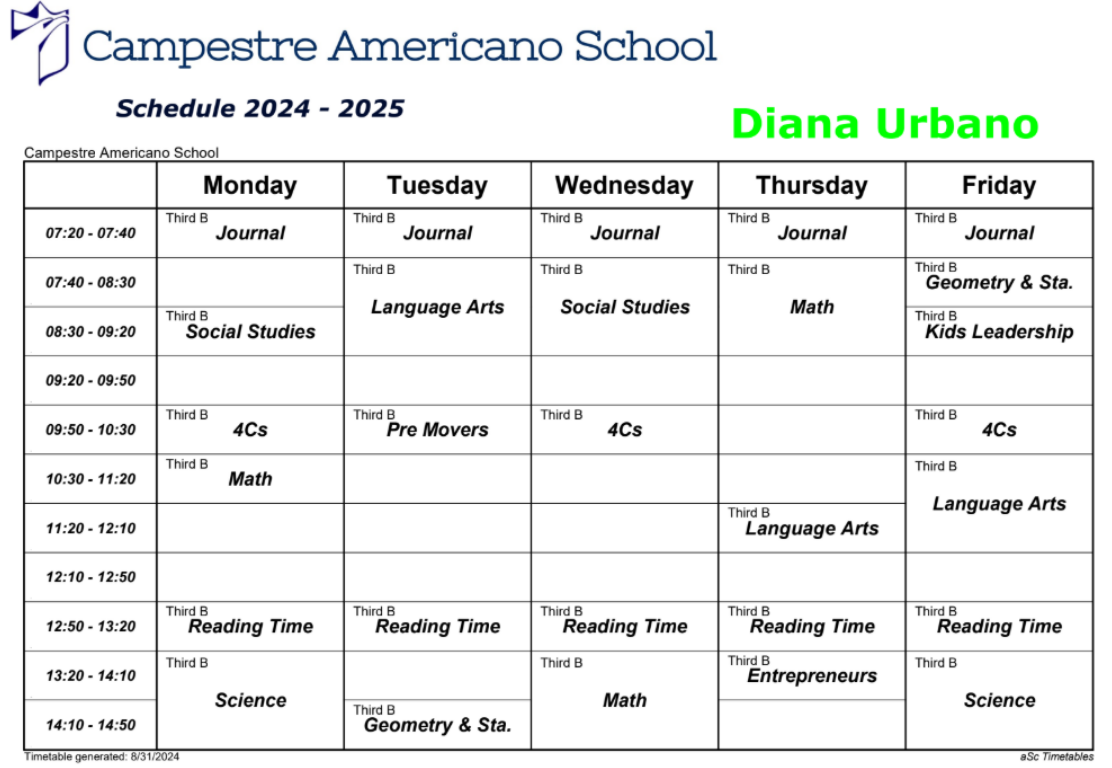 Campestre Americano School
Schedule 2024 - 2025
Diana Urbano
Campestre Americano School
Monday Tuesday Wednesday Thursday Friday
07:20 - 07:40 Third B Journal Third B Journal Third B Journal Third B Journal Third B Journal
07:40 - 08:30 Third B Language Arts Third B Social Studies Third B Math Third B Geometry & Sta.
08:30 - 09:20 Third B Social Studies Third B Kids Leadership
09:20 - 09:50
09:50 - 10:30 Third B 4Cs Third B Pre Movers Third B 4Cs Third B 4Cs
10:30 - 11:20 Third B Math Third B Language Arts
11:20 - 12:10 Third B Language Arts
12:10 - 12:50
12:50 - 13:20 Third B Reading Time Third B Reading Time Third B Reading Time Third B Reading Time Third B Reading Time
13:20 - 14:10 Third B Science Third B Math Third B Entrepreneurs Third B Science
14:10 - 14:50 Third B Geometry & Sta.
Timetable generated: 8/31/2024 aSc Timetables